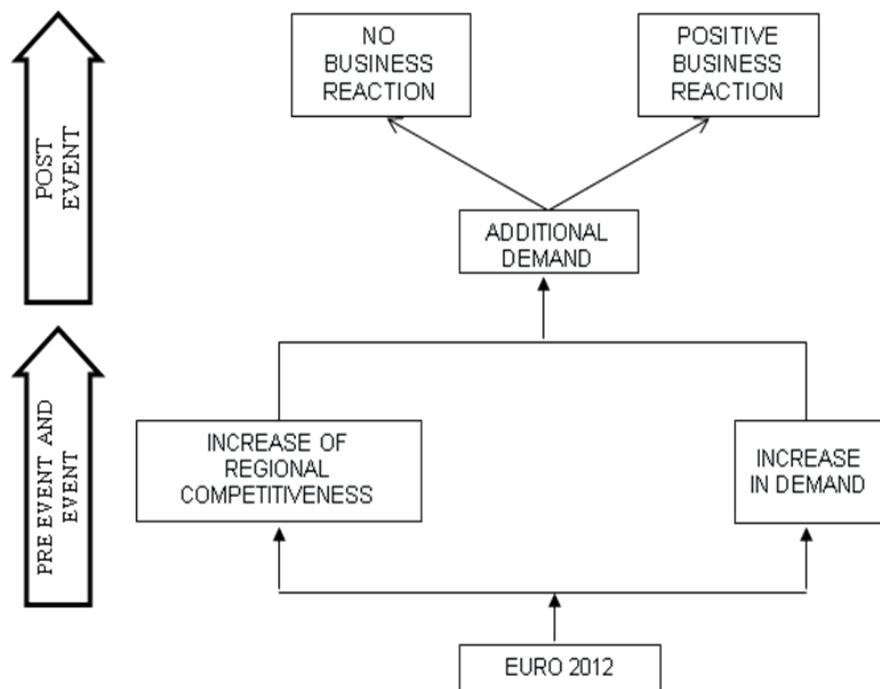 POST
EVENT
NO
BUSINESS
REACTION
POSITIVE
BUSINESS
REACTION
ADDITIONAL
DEMAND
PRE EVENT AND
EVENT
INCREASE OF
REGIONAL
COMPETITIVENESS
INCREASE
IN DEMAND
EURO 2012